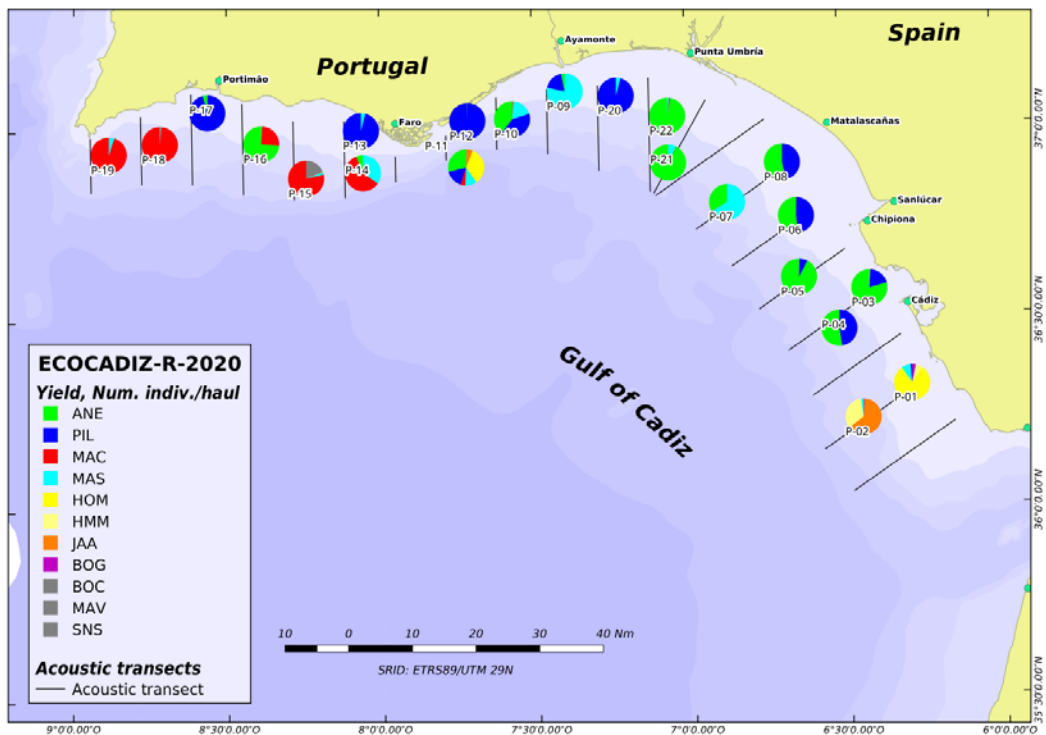 Spain
Portugal
Ayamonte
Punta Umbría
Portimão
Faro
Matalascañas
Sanlúcar
Chipiona
Cádiz
P-17
P-13
P-12
P-11
P-10
P-09
P-20
P-22
P-19
P-18
P-16
P-15
P-14
P-21
P-08
P-07
P-06
P-05
P-03
P-04
P-01
P-02
Gulf of Cadiz
ECOCADIZ-R-2020
Yield, Num. indiv./haul
ANE
PIL
MAC
MAS
HOM
HMM
JAA
BOG
BOC
MAV
SNS
Acoustic transects
Acoustic transect
10 0 10 20 30 40 Nm
SRID: ETRS89/UTM 29N
37°0'0.00"N
36°30'0.00"N
36°0'0.00"N
35°30'0.00"N
9°0'0.00"O 8°30'0.00"O 8°0'0.00"O 7°30'0.00"O 7°0'0.00"O 6°30'0.00"O 6°0'0.00"O